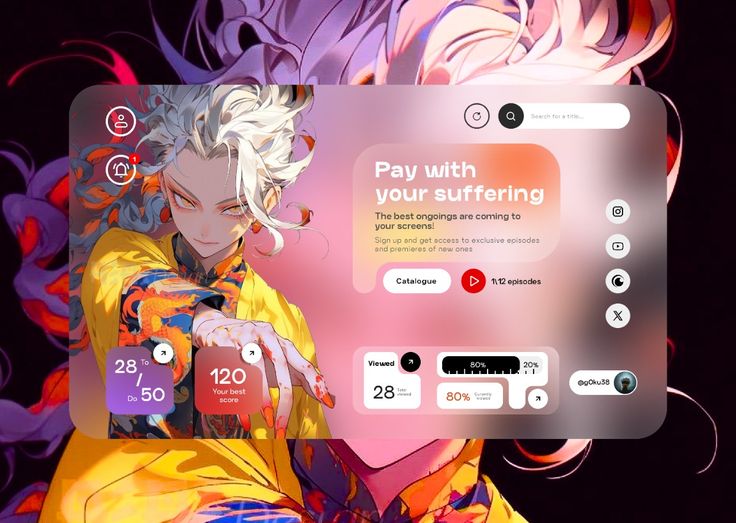 1
Search for a title...
Pay with
your suffering
The best ongoings are coming to
your screens!
Sign up and get access to exclusive episodes
and premieres of new ones
Catalogue
1\12 episodes
28 To
/
Do 50
120
Your best
score
Viewed
28
Total
viewed
80%
20%
80%
Currently
viewed
@g0ku38